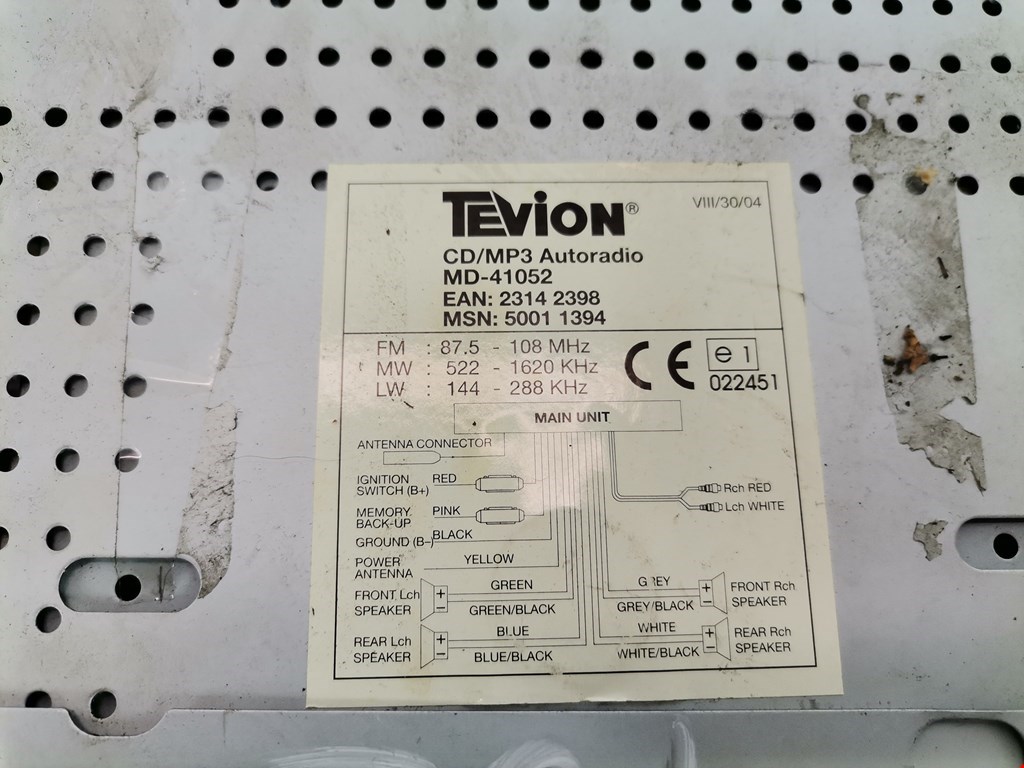 TEVION®
VIII/30/04
CD/MP3 Autoradio
MD-41052
EAN: 2314 2398
MSN: 5001 1394
FM : 87.5 - 108 MHz
MW : 522 - 1620 KHz
LW : 144 - 288 KHz
CE
e 1
022451
MAIN UNIT
ANTENNA CONNECTOR
IGNITION RED
SWITCH (B+)
MEMORY PINK
BACK-UP
GROUND (B-) BLACK
POWER YELLOW
ANTENNA
Rch RED
Lch WHITE
FRONT Lch GREEN
SPEAKER GREEN/BLACK
+
-
REAR Lch BLUE
SPEAKER BLUE/BLACK
+
-
GREY FRONT Rch
GREY/BLACK SPEAKER
+
-
WHITE REAR Rch
WHITE/BLACK SPEAKER
+
-